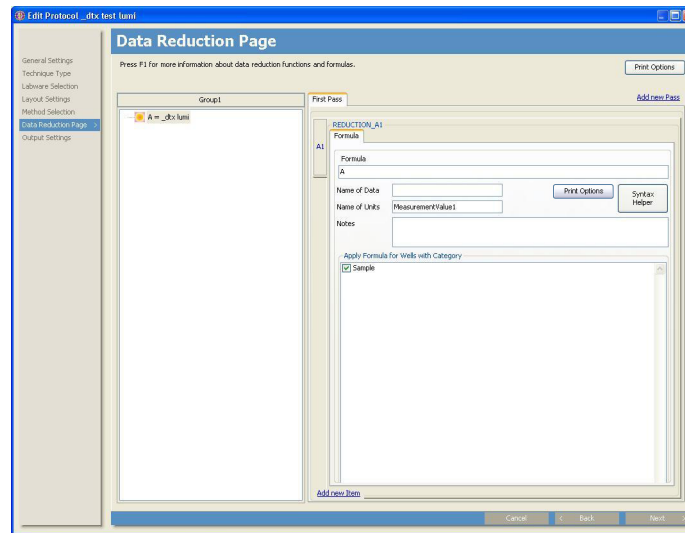 Edit Protocol _dtx test lumi
Data Reduction Page
Press F1 for more information about data reduction functions and formulas.
Print Options
General Settings
Technique Type
Labware Selection
Layout Settings
Method Selection
Data Reduction Page >
Output Settings
Group1
A = _dtx lumi
First Pass
Add new Pass
A1
REDUCTION_A1
Formula
Formula
A
Name of Data
Print Options
Syntax Helper
Name of Units
MeasurementValue1
Notes
Apply Formula for Wells with Category
Sample
Add new Item
Cancel
< Back
Next >